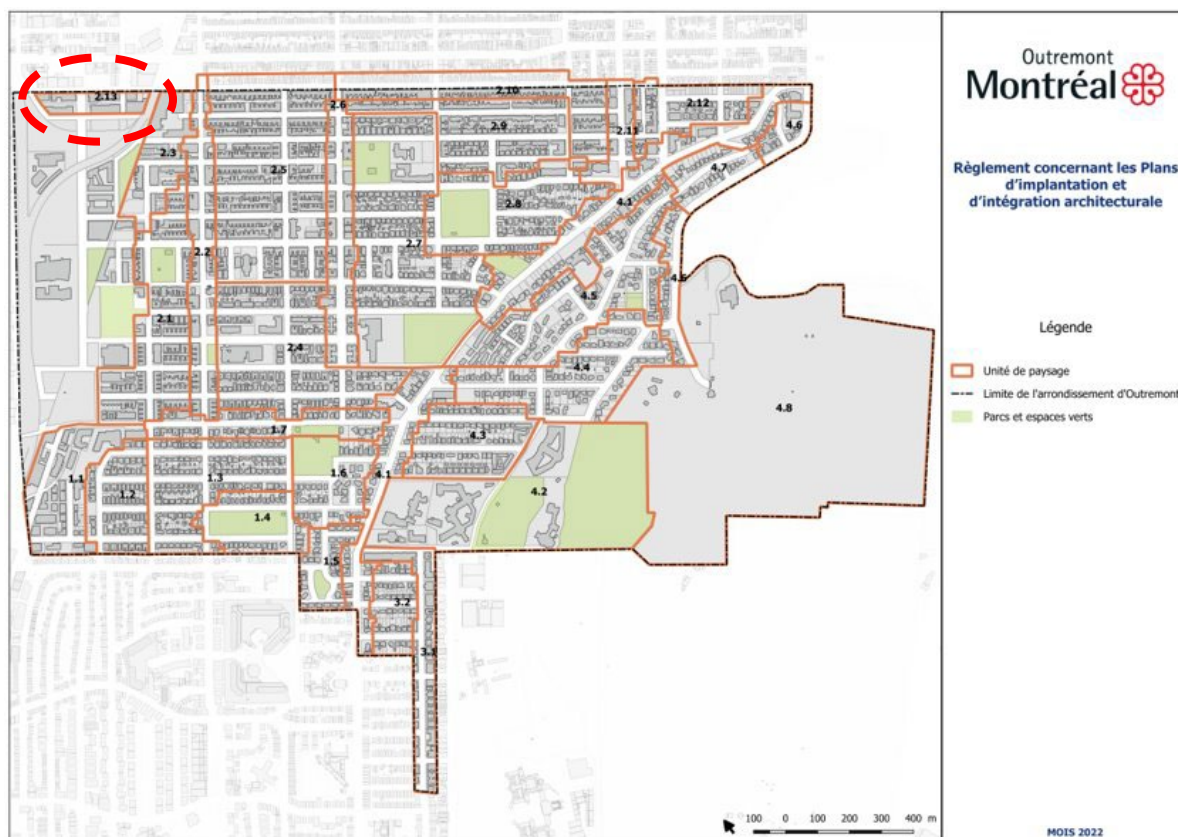 Outremont
Montréal
Règlement concernant les Plans
d'implantation et
d'intégration architecturale
Légende
Unité de paysage
Limite de l'arrondissement d'Outremont
Parcs et espaces verts
MOIS 2022
2.13
2.6
2.10
2.12
4.6
2.3
2.9
2.11
2.5
4.7
2.8
4.1
2.2
2.7
4.6
4.5
2.1
2.4
4.4
4.8
1.7
4.3
1.1
1.2
1.3
1.6
4.1
4.2
1.4
1.5
3.2
3.1
100 0 100 200 300 400 m